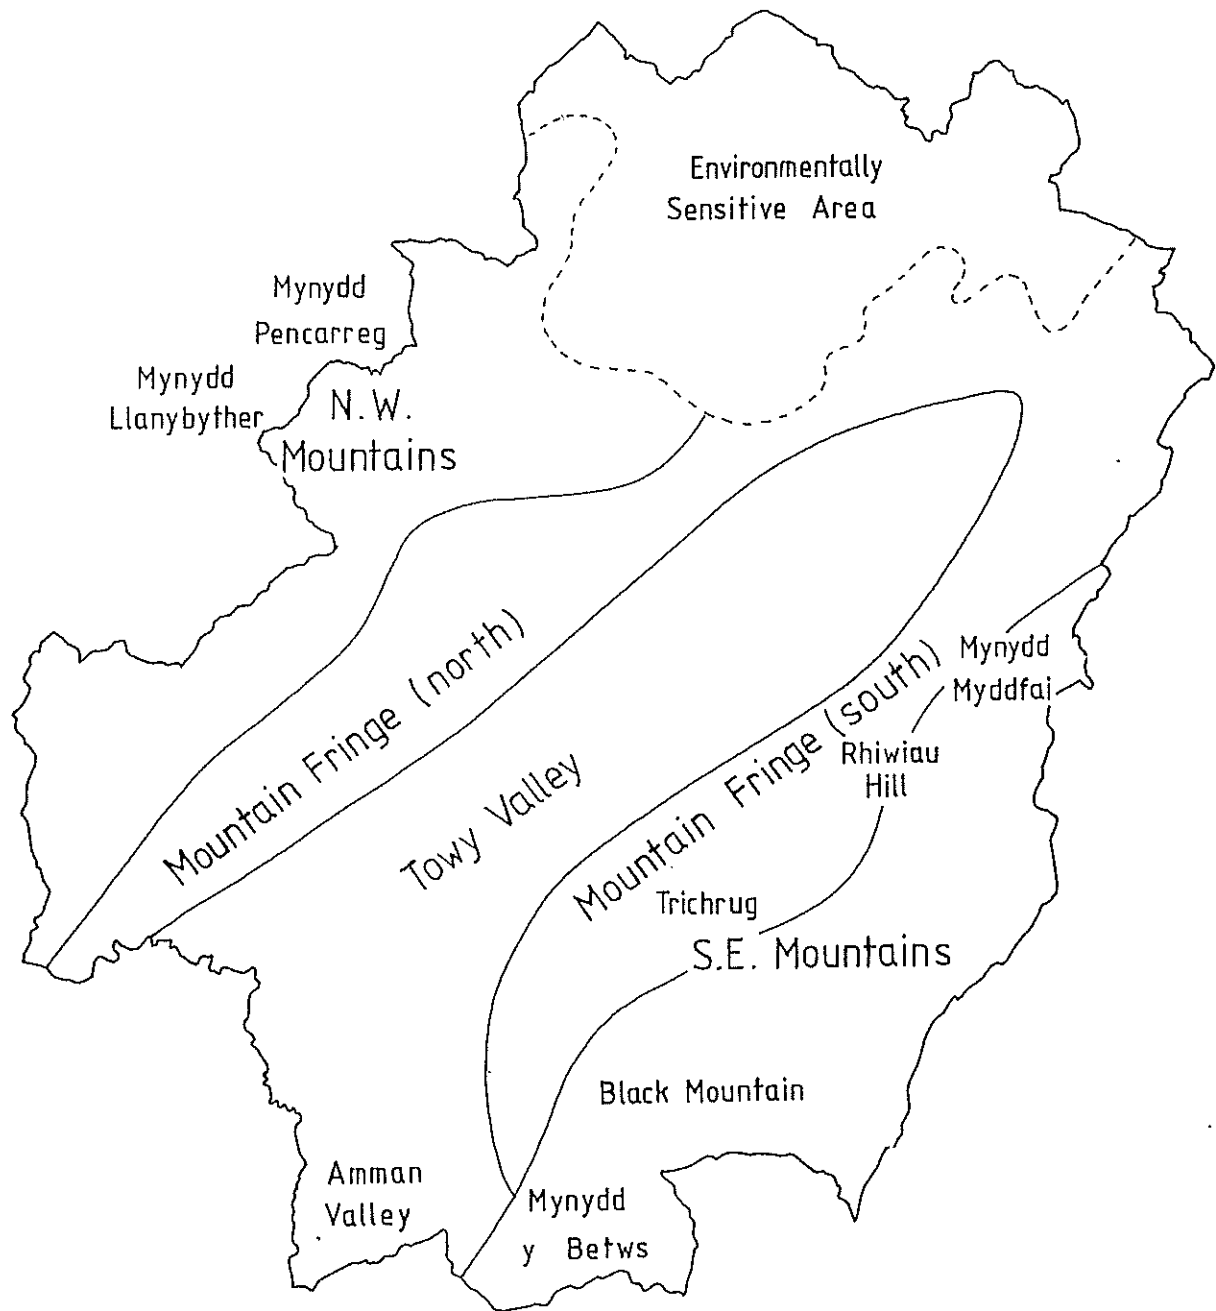 Environmentally
Sensitive Area
Mynydd
Pencarreg
Mynydd
Llanybyther
N.W.
Mountains
Mountain Fringe (north)
Mynydd
Myddfai
Mountain Fringe (south)
Rhiwiau
Hill
Towy Valley
Trichrug
S.E. Mountains
Black Mountain
Amman
Valley
Mynydd
y Betws